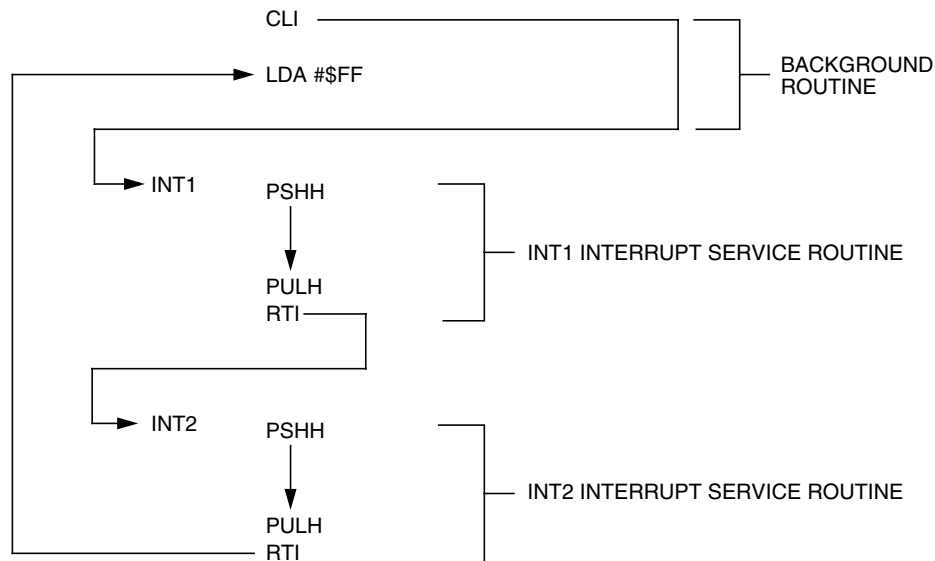 CLI
LDA #$FF
BACKGROUND
ROUTINE
INT1
PSHH
INT1 INTERRUPT SERVICE ROUTINE
PULH
RTI
INT2
PSHH
INT2 INTERRUPT SERVICE ROUTINE
PULH
RTI